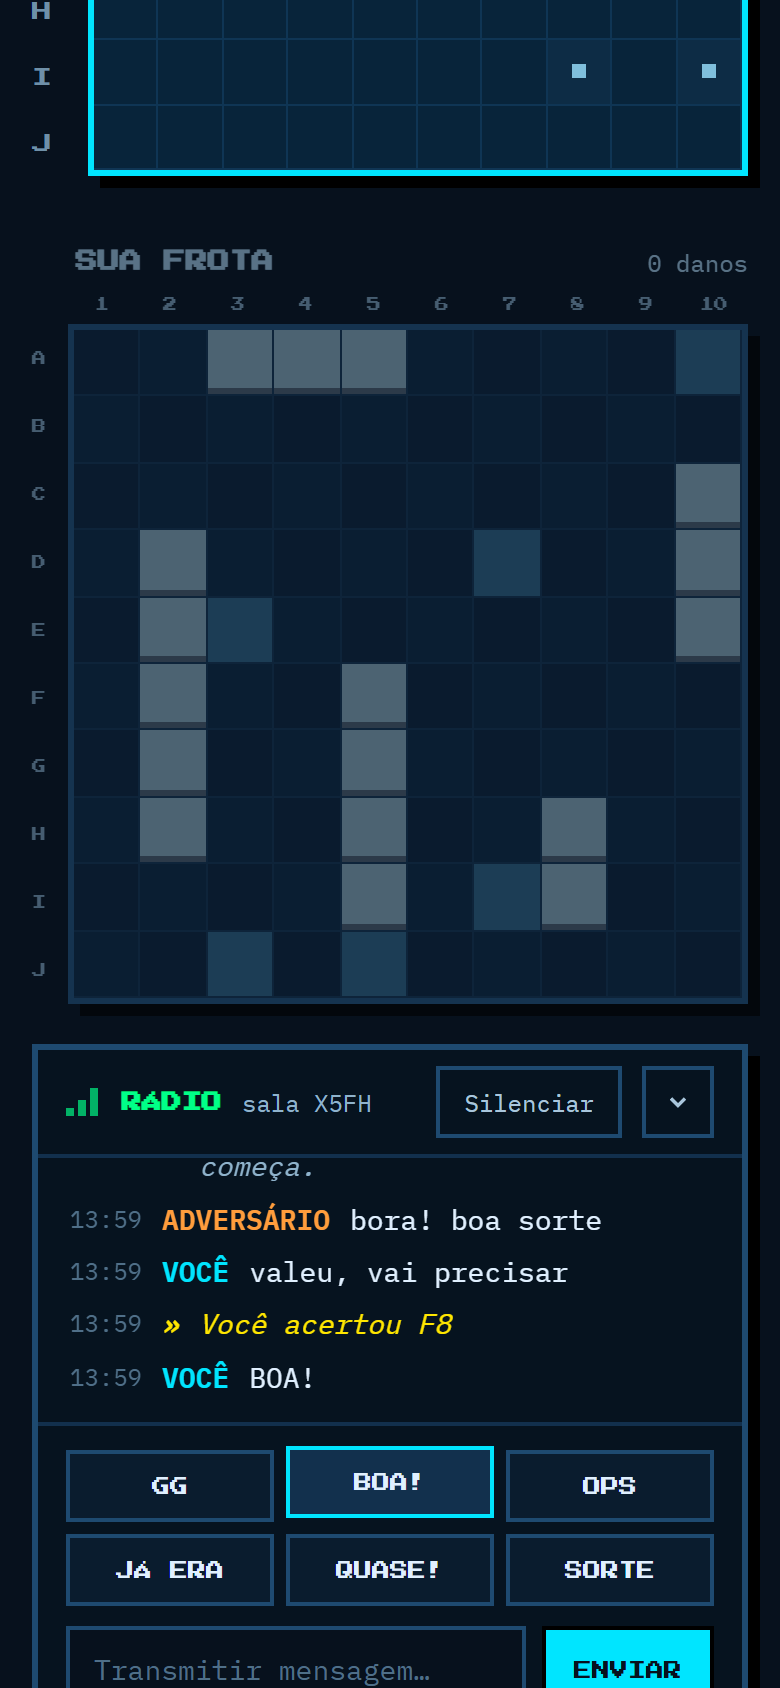 H
I
J
SUA FROTA 0 danos
1 2 3 4 5 6 7 8 9 10
A
B
C
D
E
F
G
H
I
J
RÁDIO sala X5FH Silenciar
começa.
13:59 ADVERSÁRIO bora! boa sorte
13:59 VOCÊ valeu, vai precisar
13:59 » Você acertou F8
13:59 VOCÊ BOA!
GG BOA! OPS
JÁ ERA QUASE! SORTE
Transmitir mensagem… ENVIAR